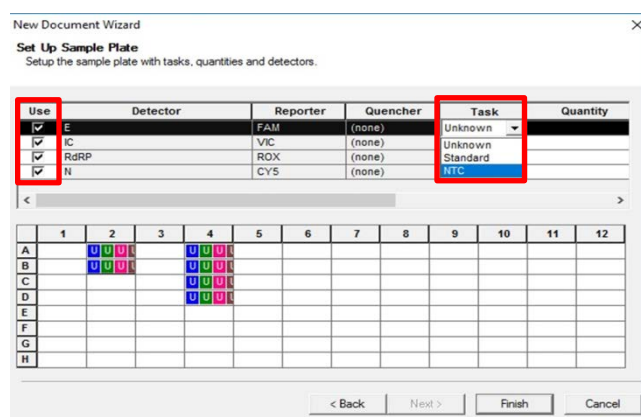 New Document Wizard
Set Up Sample Plate
Setup the sample plate with tasks, quantities and detectors.
Use Detector Reporter Quencher Task Quantity
E FAM (none) Unknown
IC VIC (none) Unknown
RdRP ROX (none) Standard
N CY5 (none) NTC
1 2 3 4 5 6 7 8 9 10 11 12
A U U U U U U
B U U U U U U
C U U U
D U U U
E
F
G
H
< Back Next > Finish Cancel